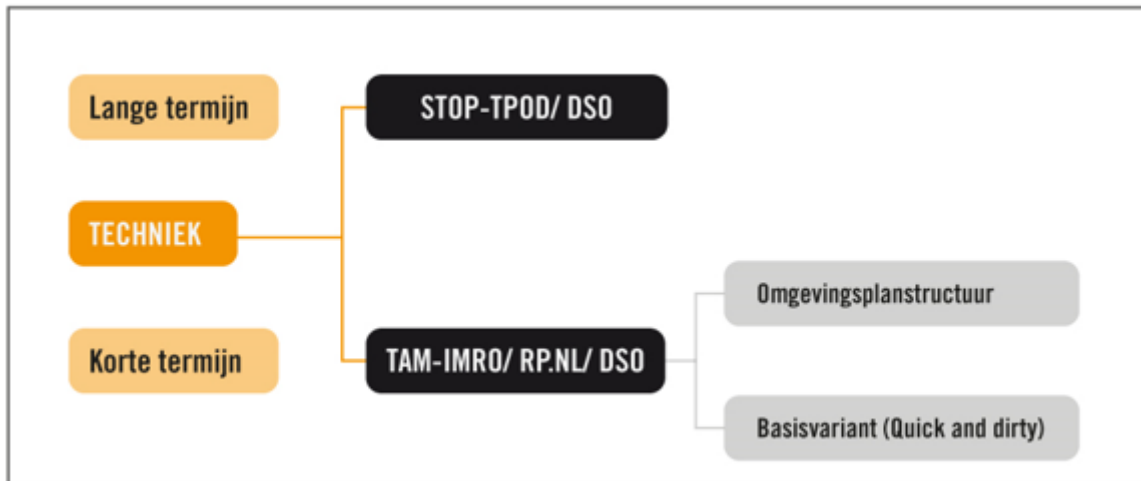 Lange termijn
STOP-TPOD/ DSO
TECHNIEK
Omgevingsplanstructuur
Korte termijn
TAM-IMRO/ RP.NL/ DSO
Basisvariant (Quick and dirty)